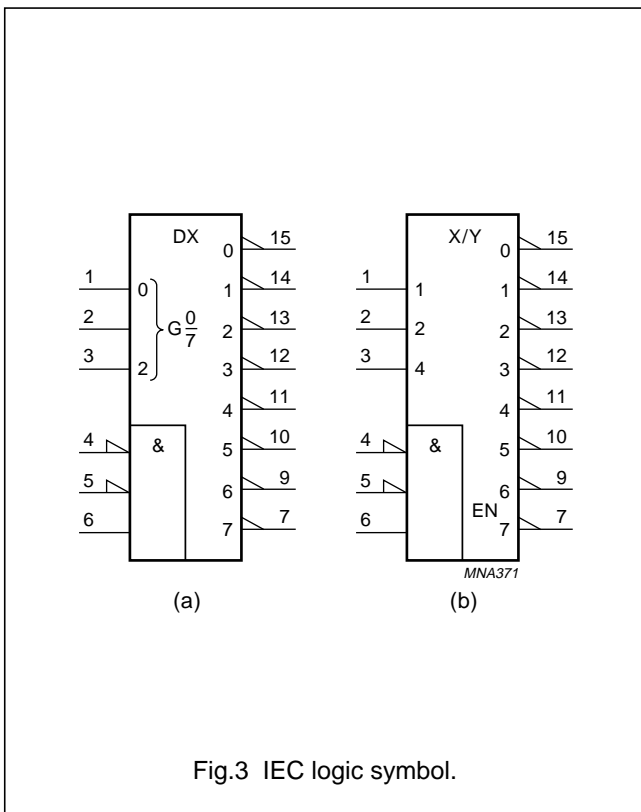 DX X/Y
0 15 0 15
1 0 1 14 1 1 1 14
2 G 0/7 2 13 2 2 2 13
3 2 3 12 3 4 3 12
4 11 4 11
4 & 5 10 4 & 5 10
5 6 9 5 6 9
6 7 7 6 EN 7 7
MNA371
(a) (b)
Fig.3 IEC logic symbol.